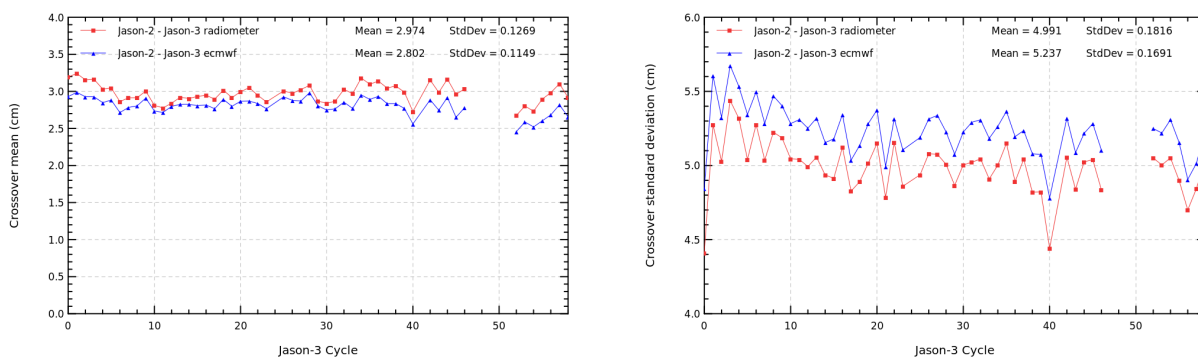 Jason-2 - Jason-3 radiometer Mean = 2.974 StdDev = 0.1269
Jason-2 - Jason-3 ecmwf Mean = 2.802 StdDev = 0.1149
4.0
3.5
3.0
2.5
2.0
1.5
1.0
0.5
0.0
0 10 20 30 40 50
Crossover mean (cm)
Jason-3 Cycle
Jason-2 - Jason-3 radiometer Mean = 4.991 StdDev = 0.1816
Jason-2 - Jason-3 ecmwf Mean = 5.237 StdDev = 0.1691
6.0
5.5
5.0
4.5
4.0
0 10 20 30 40 50
Crossover standard deviation (cm)
Jason-3 Cycle